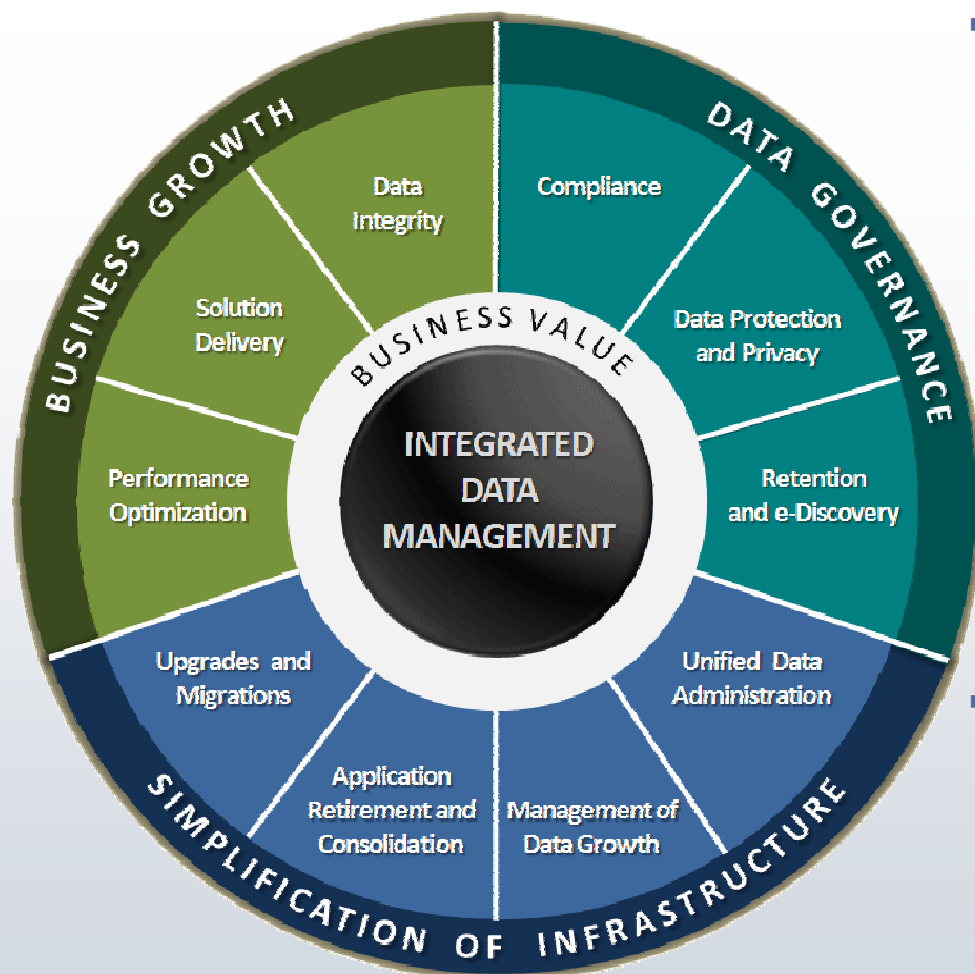 BUSINESS GROWTH
DATA GOVERNANCE
SIMPLIFICATION OF INFRASTRUCTURE
BUSINESS VALUE
INTEGRATED
DATA
MANAGEMENT
Data
Integrity
Solution
Delivery
Performance
Optimization
Compliance
Data Protection
and Privacy
Retention
and e-Discovery
Unified Data
Administration
Management of
Data Growth
Application
Retirement and
Consolidation
Upgrades and
Migrations